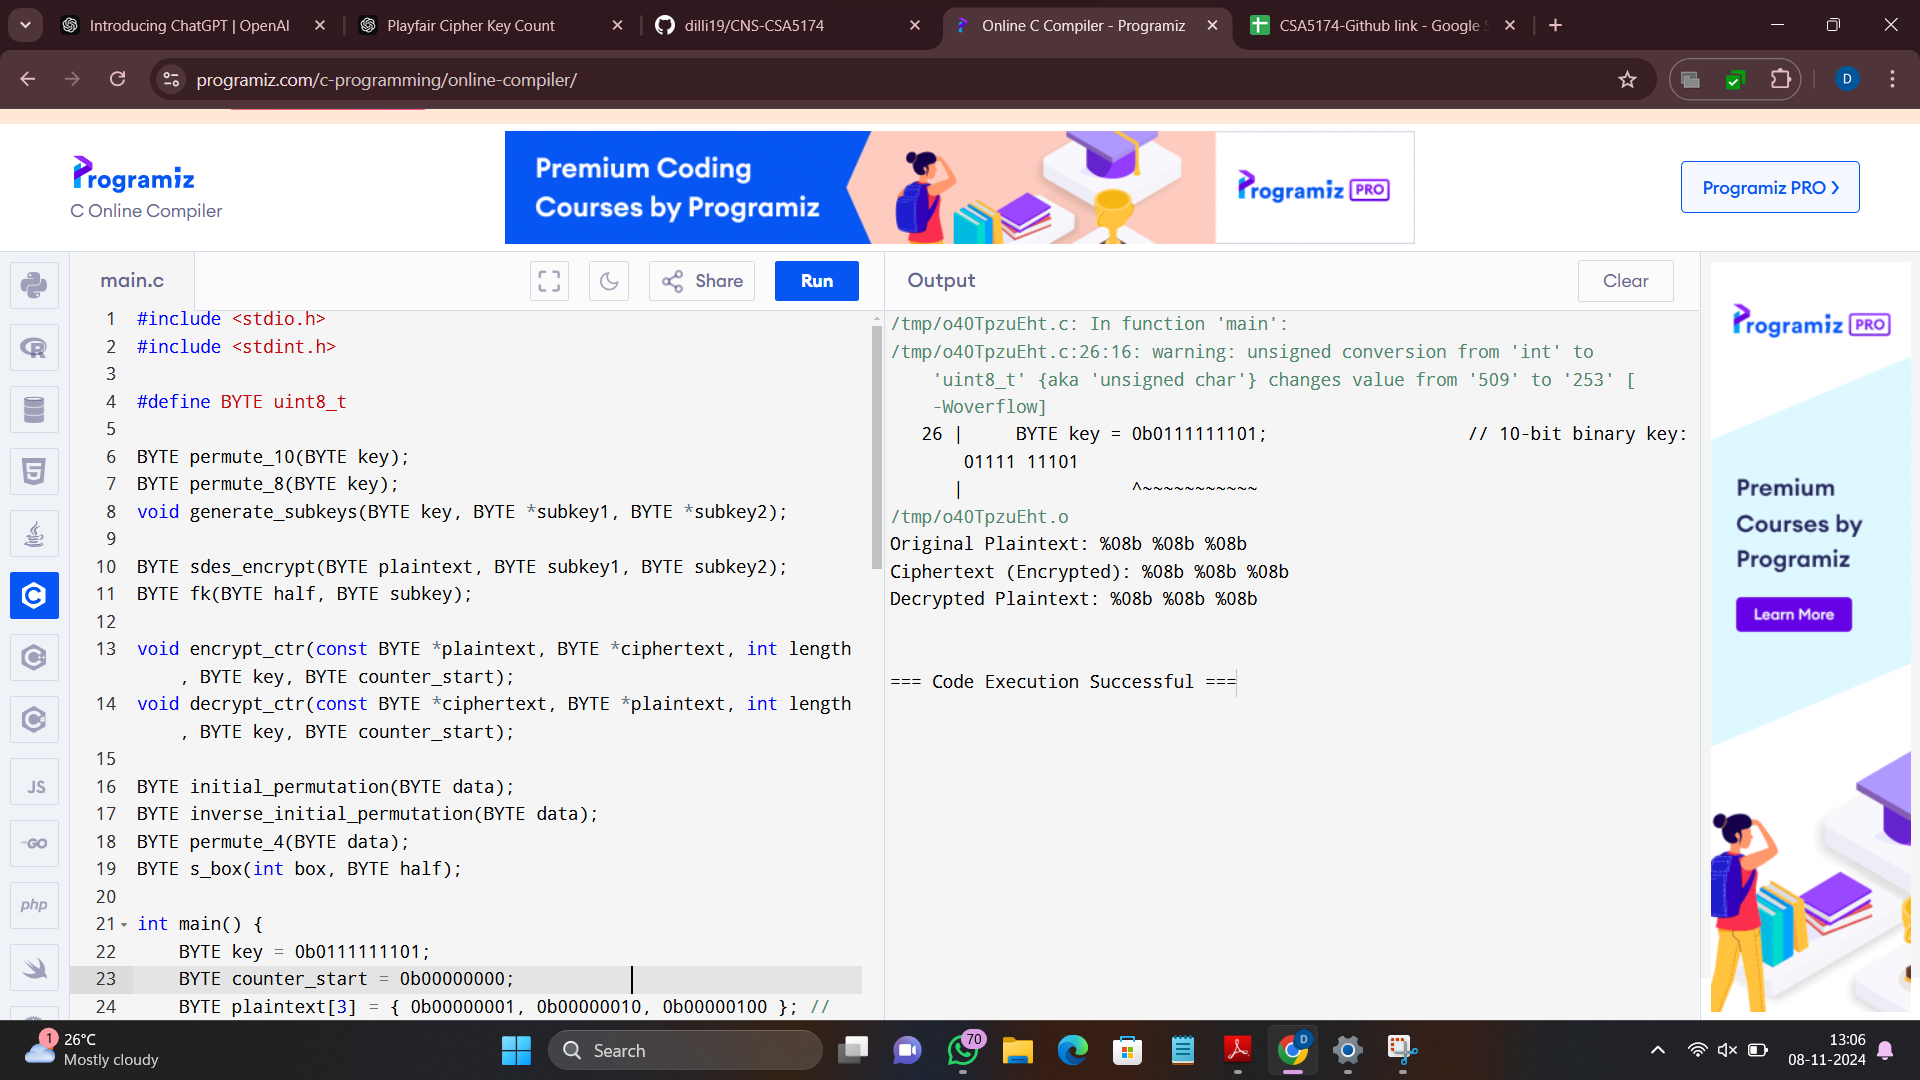 Introducing ChatGPT | OpenAI
Playfair Cipher Key Count
dilli19/CNS-CSA5174
Online C Compiler - Programiz
CSA5174-Github link - Google S
programiz.com/c-programming/online-compiler/
D
Programiz
C Online Compiler
Premium Coding
Courses by Programiz
Programiz PRO
Programiz PRO ❯
main.c
Share
Run
Output
Clear
1 #include <stdio.h>
2 #include <stdint.h>
3
4 #define BYTE uint8_t
5
6 BYTE permute_10(BYTE key);
7 BYTE permute_8(BYTE key);
8 void generate_subkeys(BYTE key, BYTE *subkey1, BYTE *subkey2);
9
10 BYTE sdes_encrypt(BYTE plaintext, BYTE subkey1, BYTE subkey2);
11 BYTE fk(BYTE half, BYTE subkey);
12
13 void encrypt_ctr(const BYTE *plaintext, BYTE *ciphertext, int length
, BYTE key, BYTE counter_start);
14 void decrypt_ctr(const BYTE *ciphertext, BYTE *plaintext, int length
, BYTE key, BYTE counter_start);
15
16 BYTE initial_permutation(BYTE data);
17 BYTE inverse_initial_permutation(BYTE data);
18 BYTE permute_4(BYTE data);
19 BYTE s_box(int box, BYTE half);
20
21 int main() {
22 BYTE key = 0b0111111101;
23 BYTE counter_start = 0b00000000;
24 BYTE plaintext[3] = { 0b00000001, 0b00000010, 0b00000100 }; //
/tmp/o40TpzuEht.c: In function 'main':
/tmp/o40TpzuEht.c:26:16: warning: unsigned conversion from 'int' to
'uint8_t' {aka 'unsigned char'} changes value from '509' to '253' [
-Woverflow]
26 | BYTE key = 0b0111111101; // 10-bit binary key:
01111 11101
| ^~~~~~~~~~~~
/tmp/o40TpzuEht.o
Original Plaintext: %08b %08b %08b
Ciphertext (Encrypted): %08b %08b %08b
Decrypted Plaintext: %08b %08b %08b
=== Code Execution Successful ===
Programiz PRO
Premium
Courses by
Programiz
Learn More
JS
GO
php
1
26°C
Mostly cloudy
Search
70
D
13:06
08-11-2024